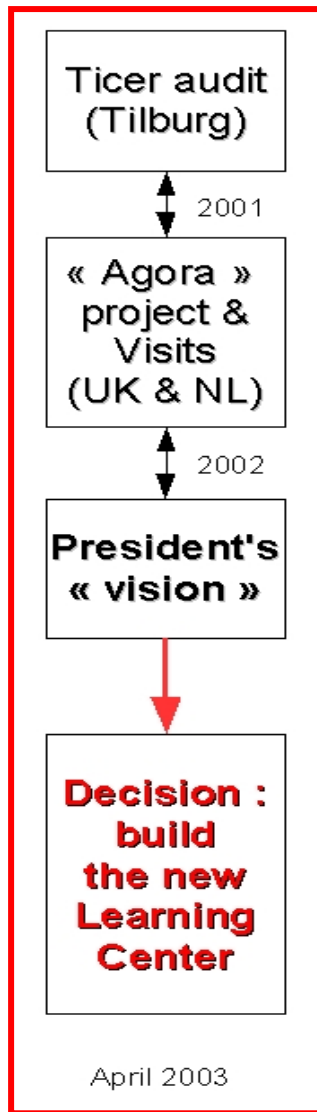 Ticer audit
(Tilburg)
2001
« Agora »
project &
Visits
(UK & NL)
2002
President's
« vision »
Decision :
build
the new
Learning
Center
April 2003